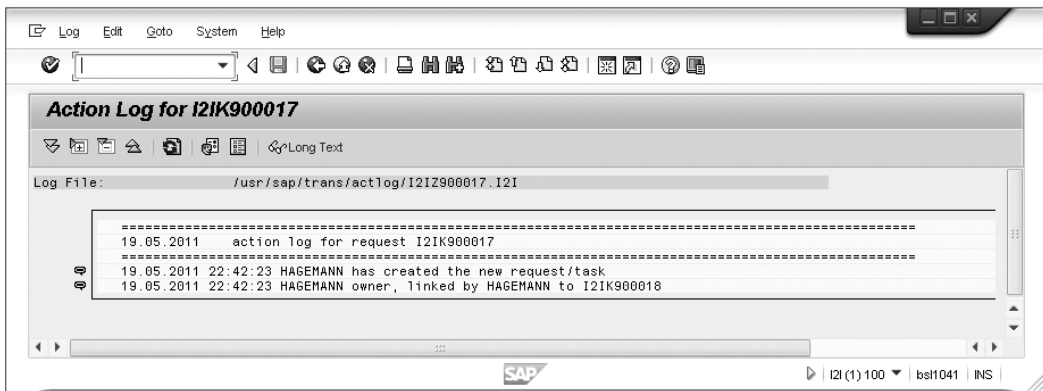 Log Edit Goto System Help
Action Log for I2IK900017
Long Text
Log File: /usr/sap/trans/actlog/I2IZ900017.I2I
==================================================================================
19.05.2011 action log for request I2IK900017
==================================================================================
19.05.2011 22:42:23 HAGEMANN has created the new request/task
19.05.2011 22:42:23 HAGEMANN owner, linked by HAGEMANN to I2IK900018
SAP
I2I (1) 100 bsl1041 INS